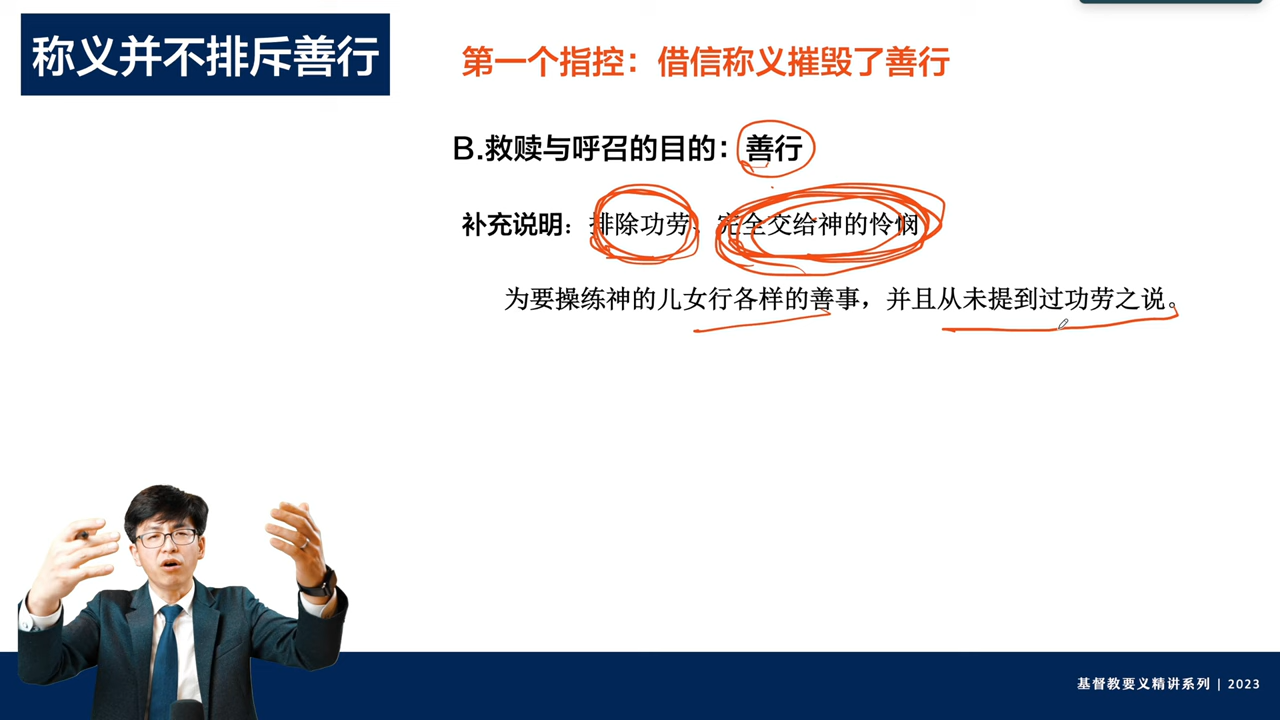 称义并不排斥善行
第一个指控：借信称义摧毁了善行
B.救赎与呼召的目的：善行
补充说明：排除功劳、完全交给神的怜悯
为要操练神的儿女行各样的善事，并且从未提到过功劳之说。
基督教要义精讲系列 | 2023